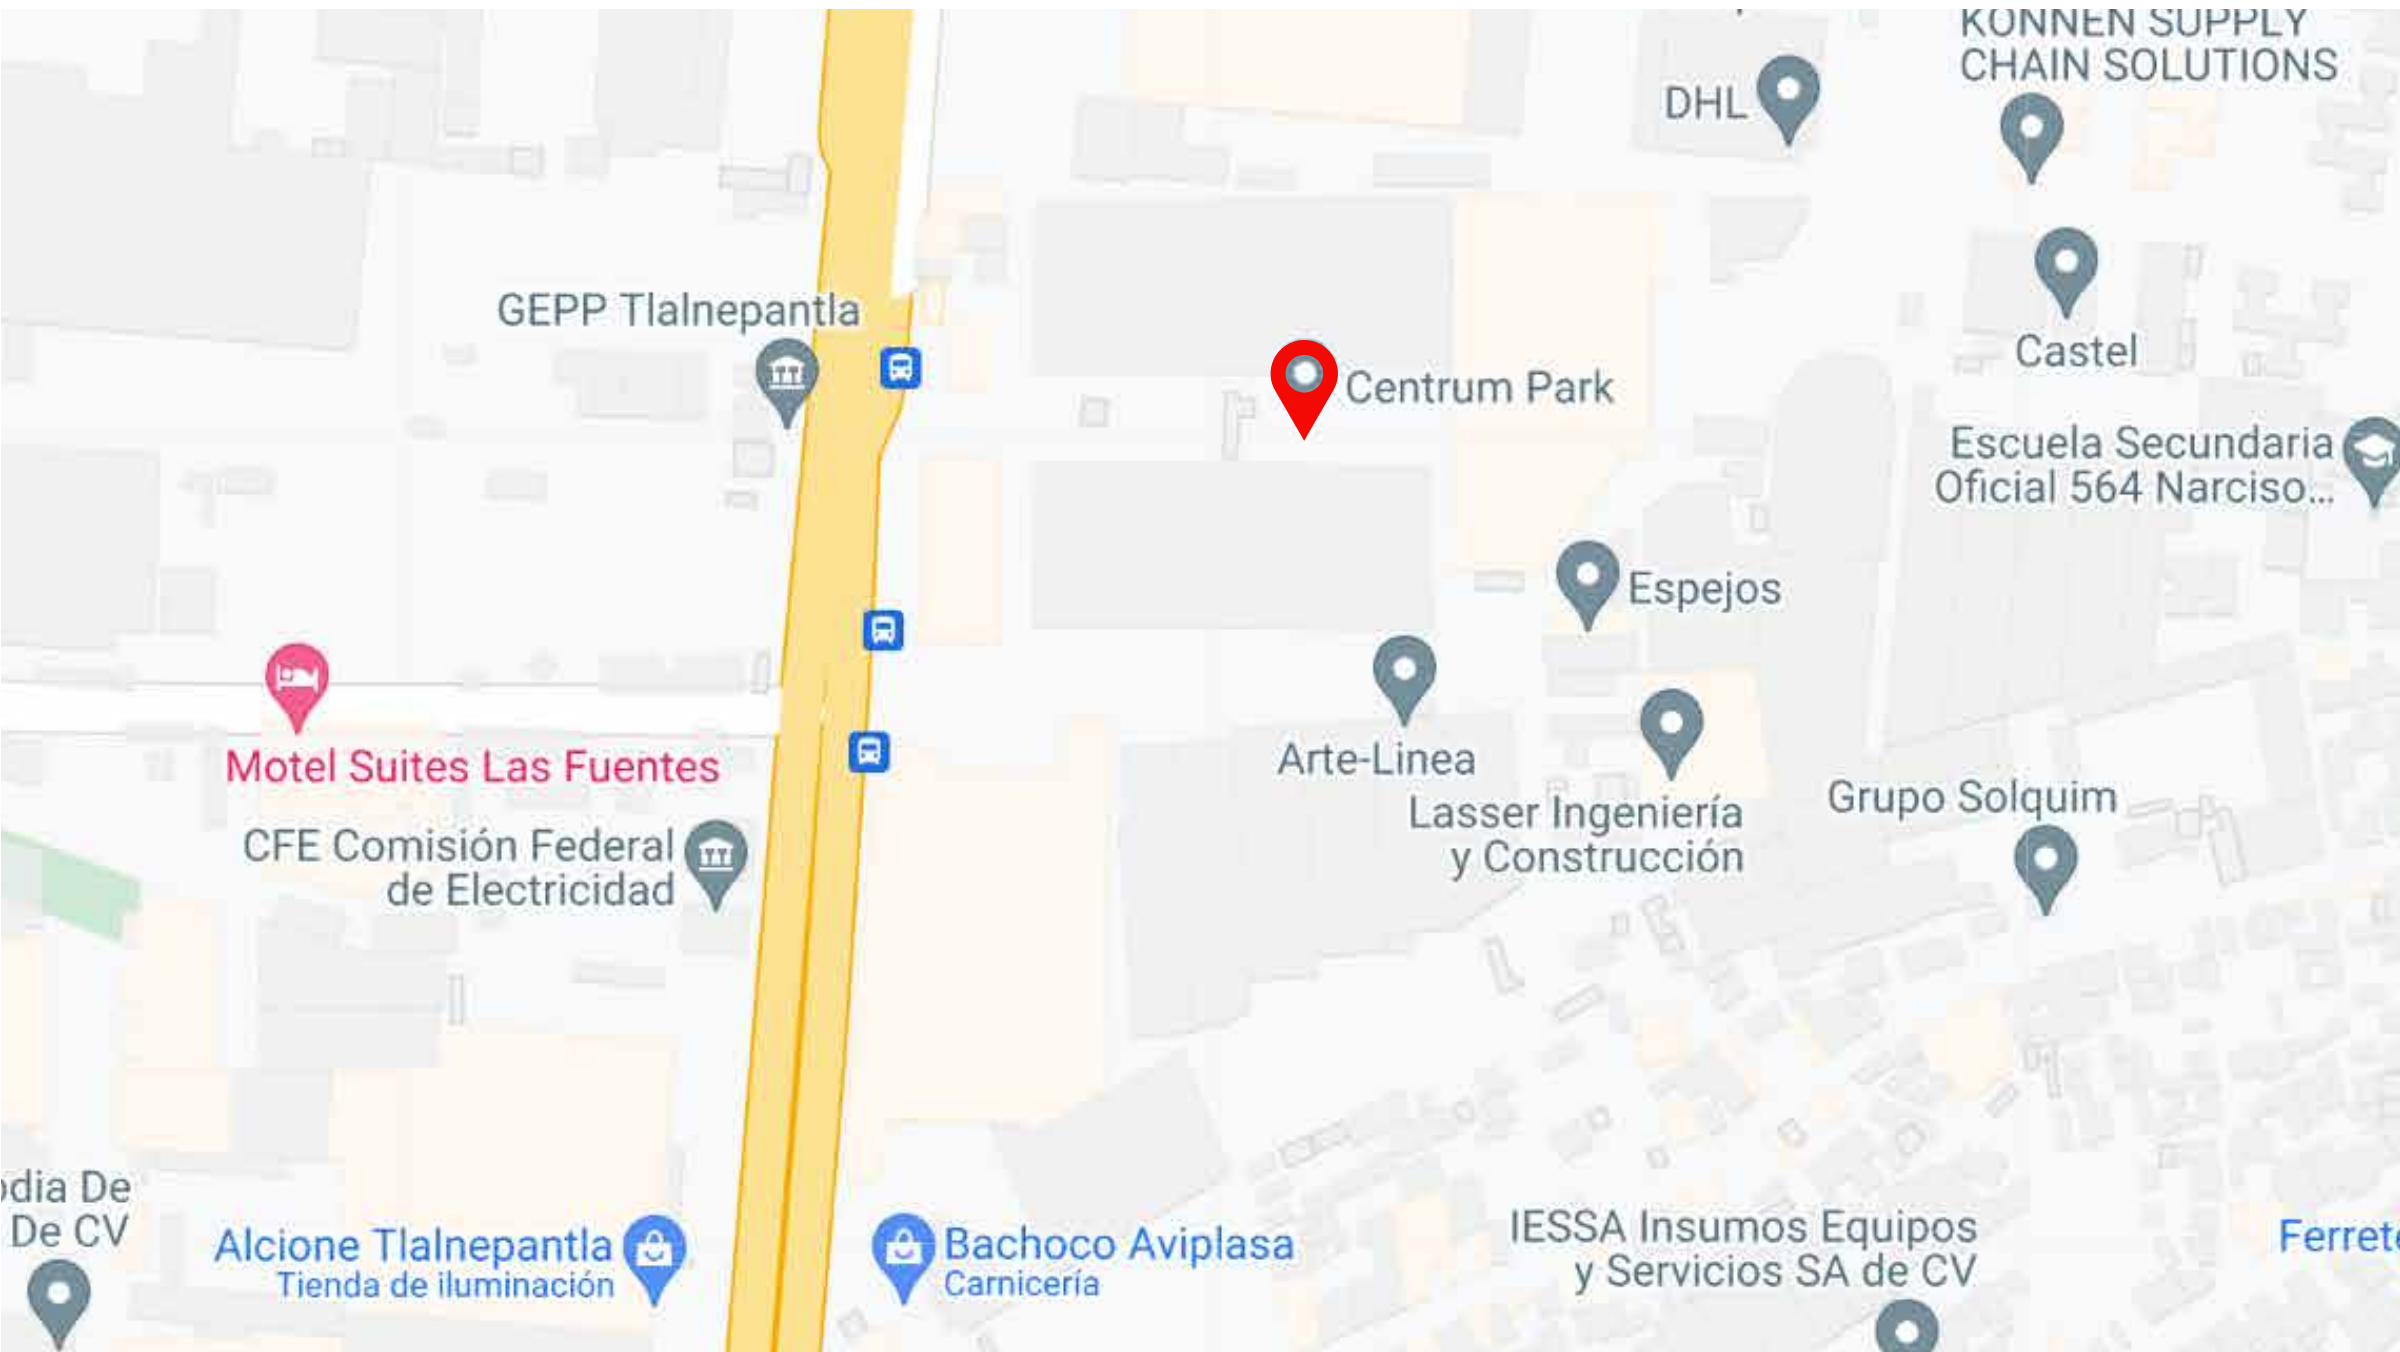 KONNEN SUPPLY
CHAIN SOLUTIONS
DHL
GEPP Tlalnepantla
Castel
Centrum Park
Escuela Secundaria
Oficial 564 Narciso...
Espejos
Motel Suites Las Fuentes
Arte-Linea
Lasser Ingeniería
y Construcción
Grupo Solquim
CFE Comisión Federal
de Electricidad
De
De CV
Alcione Tlalnepantla
Tienda de iluminación
Bachoco Aviplasa
Carnicería
IESSA Insumos Equipos
y Servicios SA de CV